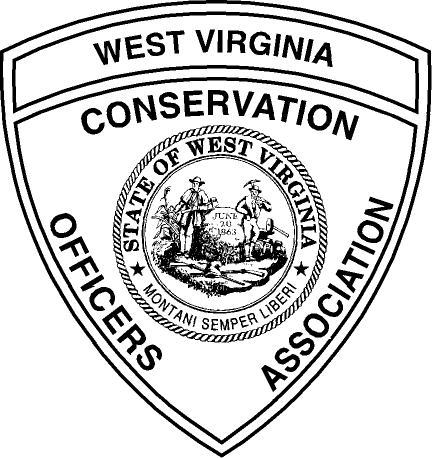 WEST VIRGINIA
CONSERVATION
OFFICERS
ASSOCIATION
STATE OF WEST VIRGINIA
JUNE
20
1863
MONTANI SEMPER LIBERI